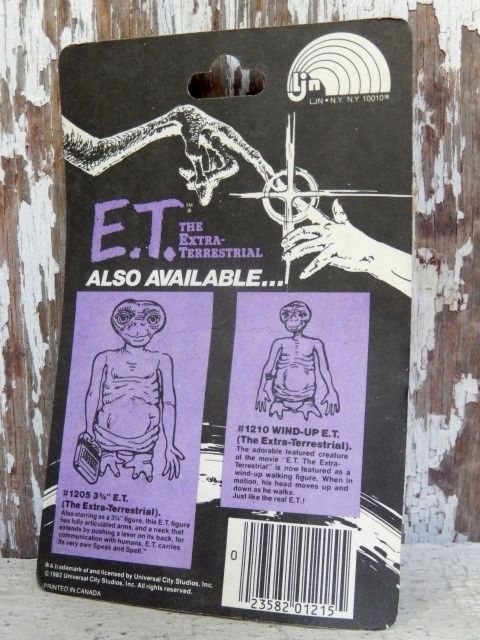 ljn
LJN • N.Y. N.Y. 10010®
E.T.™ THE
EXTRA-
TERRESTRIAL
*
ALSO AVAILABLE...
#1205 3¾" E.T.
(The Extra-Terrestrial).
Also starring as a 3¾" figure, this E.T. figure
has fully articulated arms, and a neck that
extends by pushing a lever on its back, for
communication with humans, E.T. carries
its very own Speak and Spell.™
#1210 WIND-UP E.T.
(The Extra-Terrestrial).
The adorable featured creature
of the movie "E.T. The Extra-
Terrestrial" is now featured as a
wind-up walking figure. When in
motion, his head moves up and
down as he walks.
Just like the real E.T.!
*A trademark of and licensed by Universal City Studios, Inc.
© 1982 Universal City Studios, Inc.
PRINTED IN CANADA
0
23582 01215